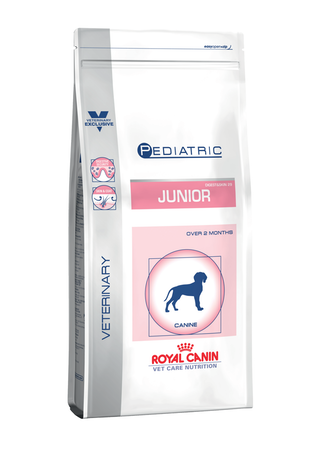 VETERINARY
EXCLUSIVE
PEDIATRIC
JUNIOR
OVER 2 MONTHS
CANINE
VETERINARY
ROYAL CANIN
VET CARE NUTRITION